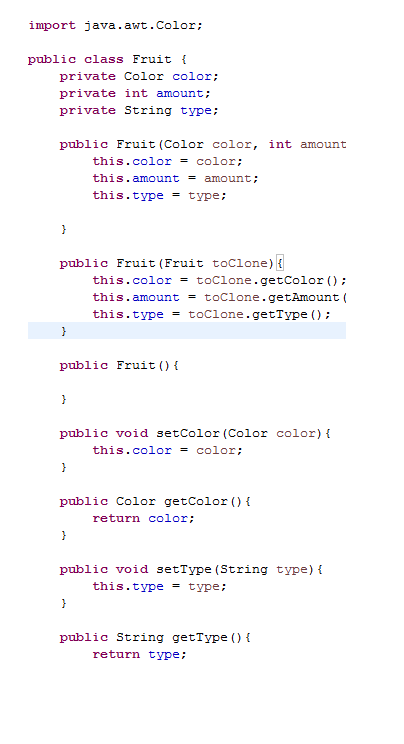 import java.awt.Color;
public class Fruit {
private Color color;
private int amount;
private String type;
public Fruit(Color color, int amount
this.color = color;
this.amount = amount;
this.type = type;
}
public Fruit(Fruit toClone){
this.color = toClone.getColor();
this.amount = toClone.getAmount(
this.type = toClone.getType();
}
public Fruit(){
}
public void setColor(Color color){
this.color = color;
}
public Color getColor(){
return color;
}
public void setType(String type){
this.type = type;
}
public String getType(){
return type;